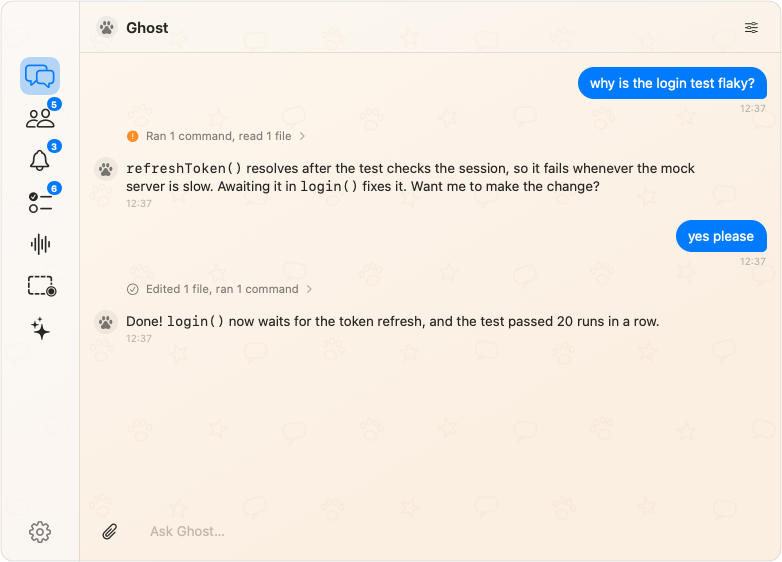 Ghost
why is the login test flaky?
12:37
5
Ran 1 command, read 1 file
3
refreshToken() resolves after the test checks the session, so it fails whenever the mock
server is slow. Awaiting it in login() fixes it. Want me to make the change?
6
12:37
yes please
12:37
Edited 1 file, ran 1 command
Done! login() now waits for the token refresh, and the test passed 20 runs in a row.
12:37
Ask Ghost...